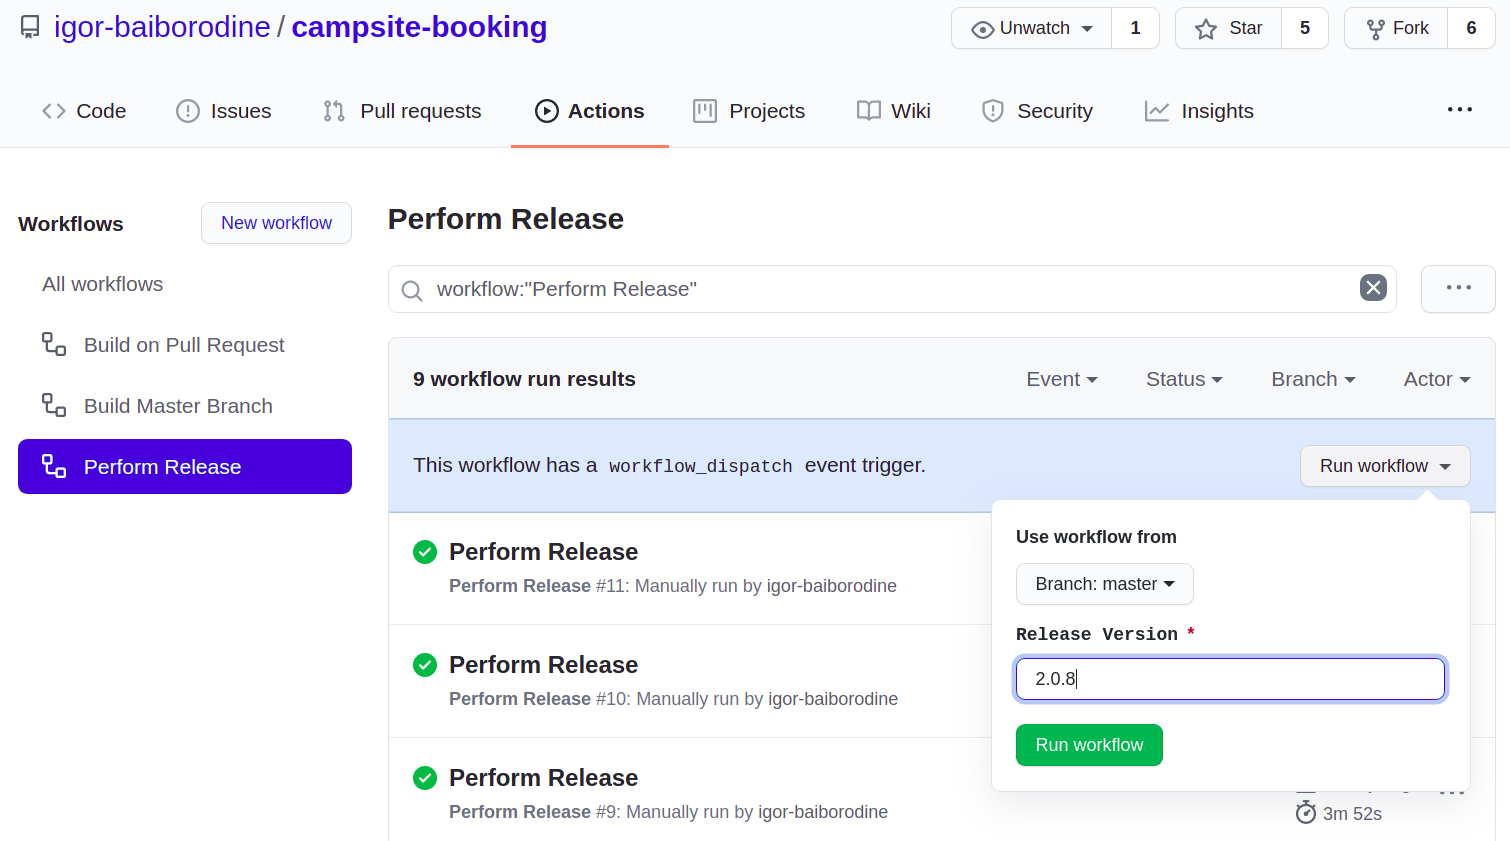 igor-baiborodine / campsite-booking
Unwatch 1 Star 5 Fork 6
Code Issues Pull requests Actions Projects Wiki Security Insights
Workflows
New workflow
All workflows
Build on Pull Request
Build Master Branch
Perform Release
Perform Release
workflow:"Perform Release"
9 workflow run results
Event Status Branch Actor
This workflow has a workflow_dispatch event trigger.
Run workflow
Use workflow from
Branch: master
Release Version *
2.0.8
Run workflow
Perform Release
Perform Release #11: Manually run by igor-baiborodine
Perform Release
Perform Release #10: Manually run by igor-baiborodine
Perform Release
Perform Release #9: Manually run by igor-baiborodine
3m 52s